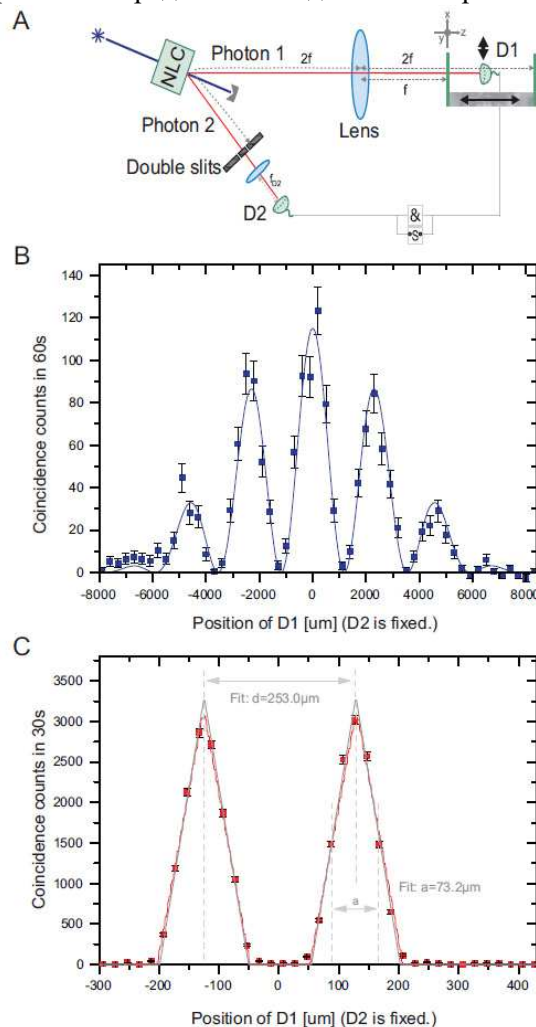 A
Photon 1
2f
2f
x
y
z
D1
NLC
f
Photon 2
Lens
Double slits
f_D2
D2
&
S
B
140
120
100
80
60
40
20
0
Coincidence counts in 60s
-8000 -6000 -4000 -2000 0 2000 4000 6000 8000
Position of D1 [um] (D2 is fixed.)
C
3500
3000
2500
2000
1500
1000
500
0
Coincidence counts in 30s
Fit: d=253.0μm
Fit: a=73.2μm
a
-300 -200 -100 0 100 200 300 400
Position of D1 [um] (D2 is fixed.)